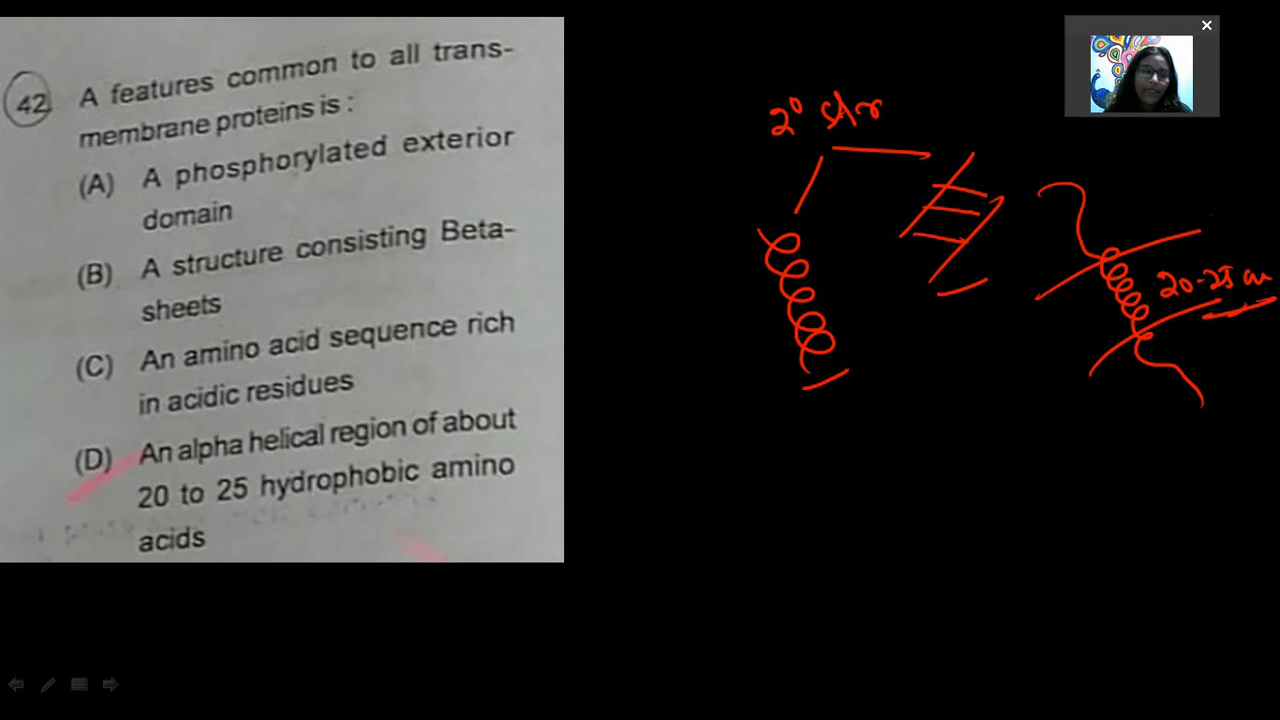 42. A features common to all trans-
membrane proteins is :
(A) A phosphorylated exterior
domain
(B) A structure consisting Beta-
sheets
(C) An amino acid sequence rich
in acidic residues
(D) An alpha helical region of about
20 to 25 hydrophobic amino
acids
2° str
20-25 aa